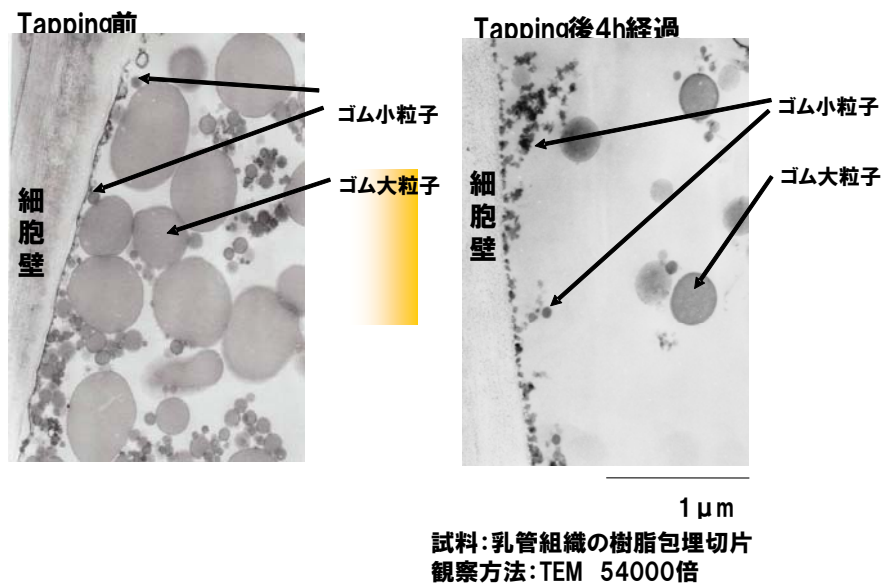 Tapping前
Tapping後4h経過
ゴム小粒子
ゴム大粒子
細胞壁
ゴム小粒子
ゴム大粒子
細胞壁
1μm
試料：乳管組織の樹脂包埋切片
観察方法：TEM 54000倍